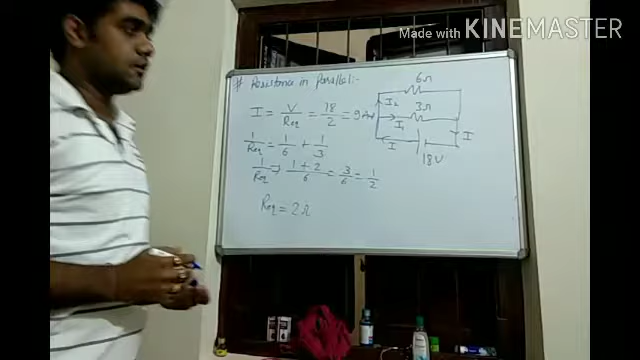 Made with KINEMASTER
# Resistance in Parallel:-
I = V/Req = 18/2 = 9
1/Req = 1/6 + 1/3
1/Req ⇒ 1+2/6 = 3/6 = 1/2
Req = 2Ω
6Ω
I2
3Ω
I1
I
I
18V